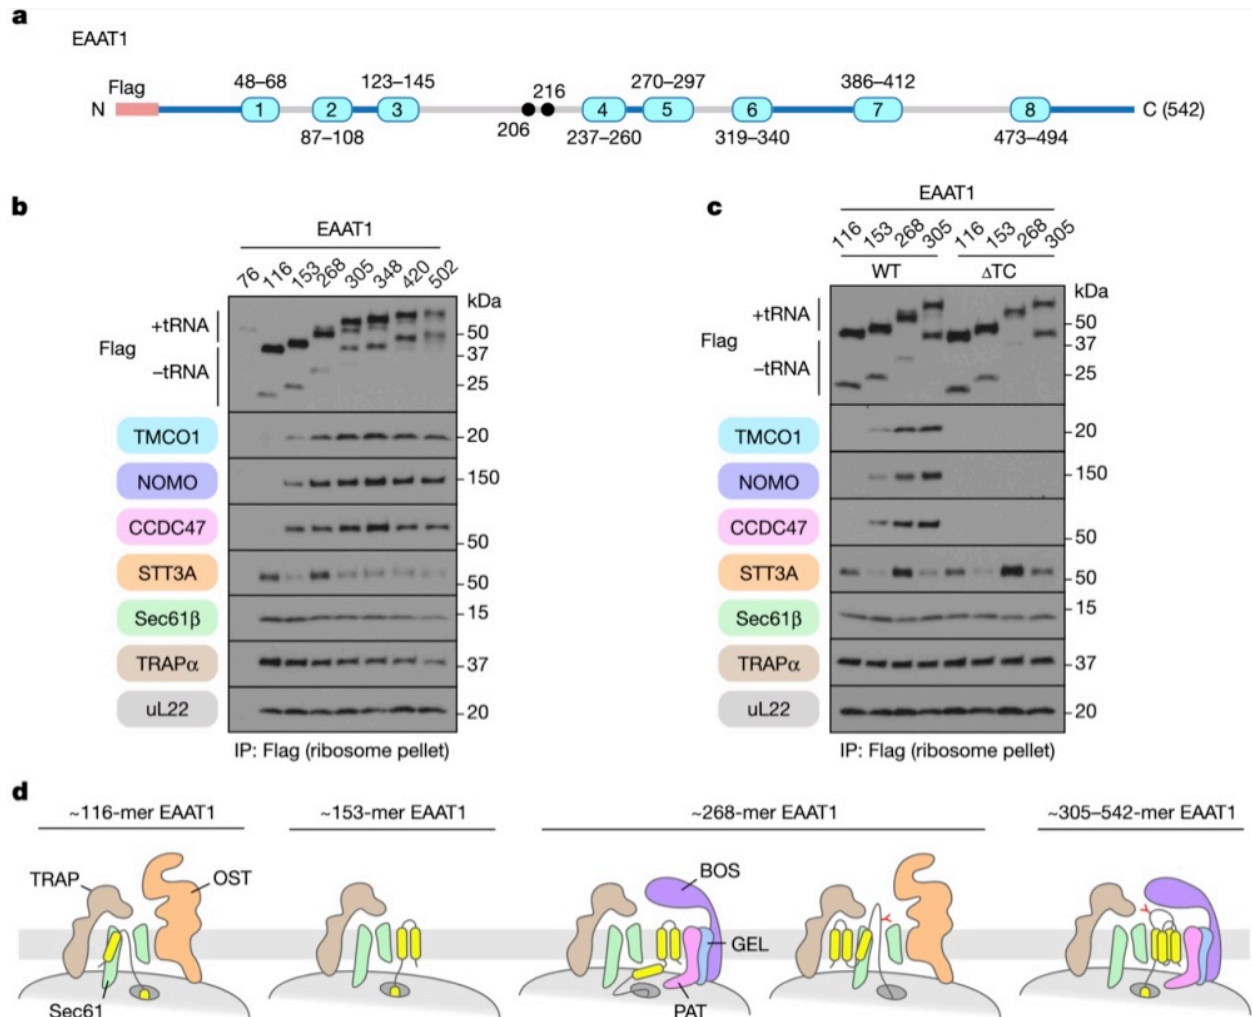 a
EAAT1
Flag 48–68 123–145 270–297 386–412
216
N 1 2 3 4 5 6 7 8 C (542)
206
87–108 237–260 319–340 473–494
b
EAAT1
76 116 153 268 305 348 420 502
kDa
+tRNA
Flag
–tRNA
50
37
25
TMCO1 20
NOMO 150
CCDC47 50
STT3A 50
Sec61β 15
TRAPα 37
uL22 20
IP: Flag (ribosome pellet)
c
EAAT1
116 153 268 305 116 153 268 305
WT ΔTC
kDa
+tRNA
Flag
–tRNA
50
37
25
TMCO1 20
NOMO 150
CCDC47 50
STT3A 50
Sec61β 15
TRAPα 37
uL22 20
IP: Flag (ribosome pellet)
d
~116-mer EAAT1 ~153-mer EAAT1 ~268-mer EAAT1 ~305–542-mer EAAT1
TRAP OST BOS
GEL
Sec61 PAT